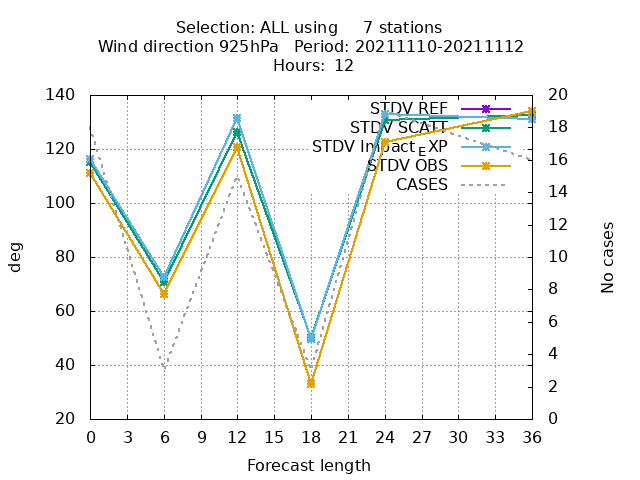 Selection: ALL using 7 stations
Wind direction 925hPa Period: 20211110-20211112
Hours: 12
140 20
STDV REF
18
STDV SCATT
120 STDV Impact_EXP
16
STDV OBS
CASES
100 14
12
80 10
8
60 6
40 4
2
20 0
deg
No cases
0 3 6 9 12 15 18 21 24 27 30 33 36
Forecast length